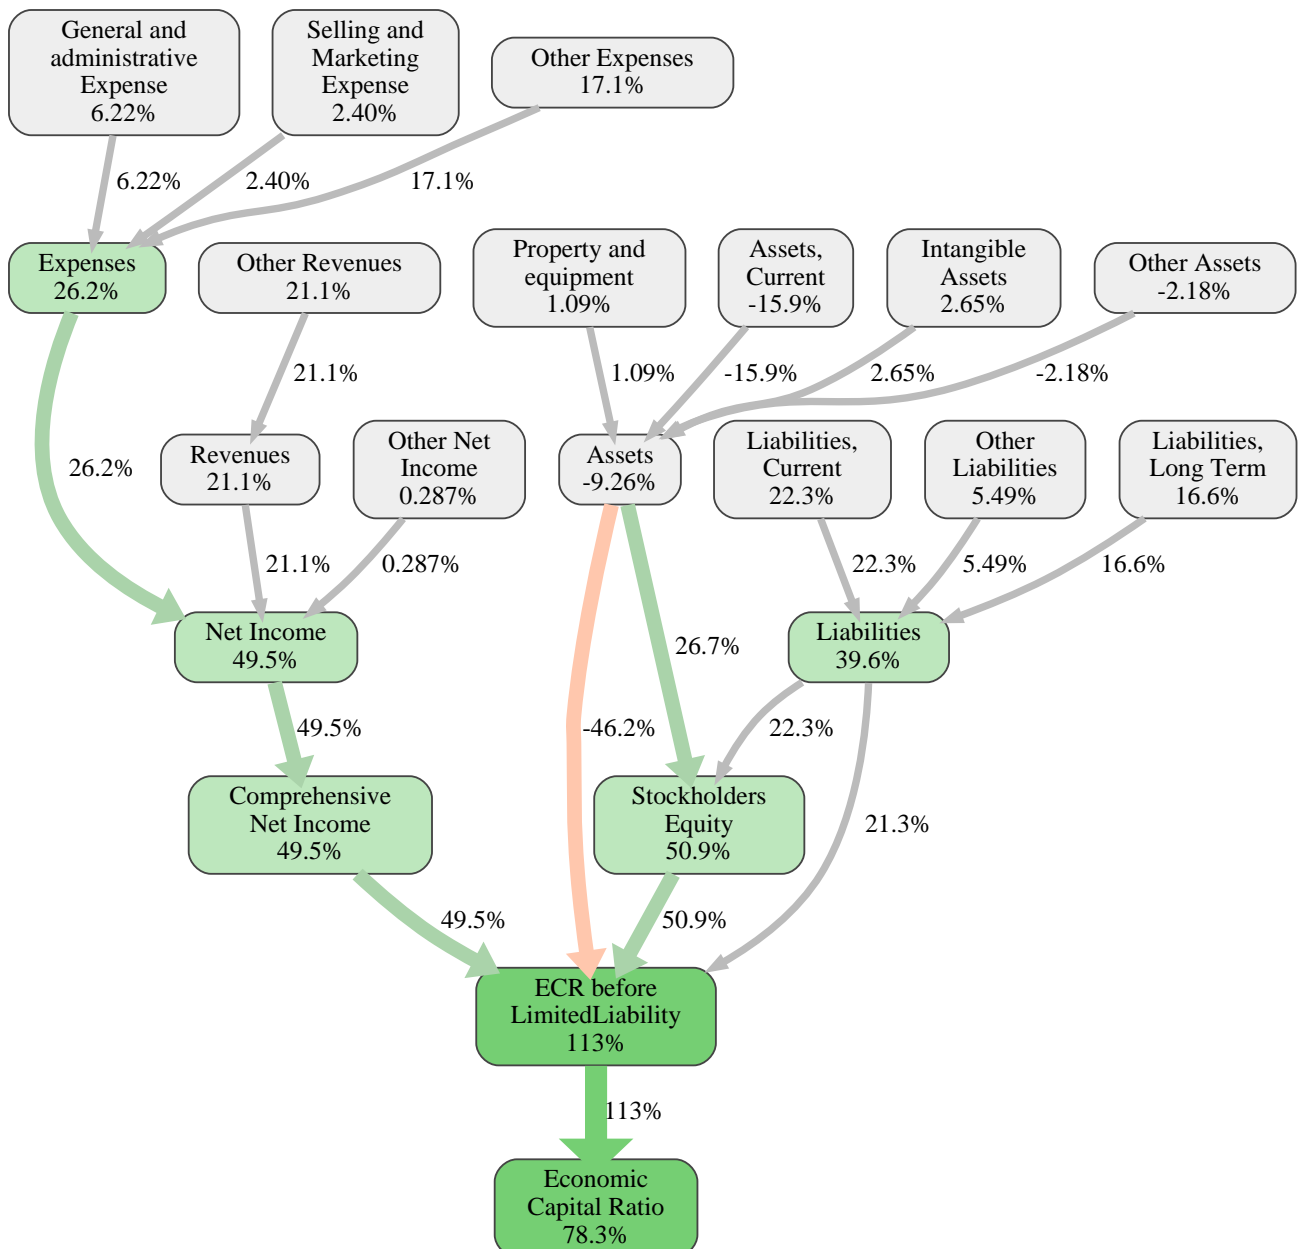 General and
administrative
Expense
6.22%
Selling and
Marketing
Expense
2.40%
Other Expenses
17.1%
6.22%
2.40%
17.1%
Expenses
26.2%
Other Revenues
21.1%
Property and
equipment
1.09%
Assets,
Current
-15.9%
Intangible
Assets
2.65%
Other Assets
-2.18%
21.1%
1.09%
-15.9%
2.65%
-2.18%
26.2%
Revenues
21.1%
Other Net
Income
0.287%
Assets
-9.26%
Liabilities,
Current
22.3%
Other
Liabilities
5.49%
Liabilities,
Long Term
16.6%
21.1%
0.287%
22.3%
5.49%
16.6%
Net Income
49.5%
26.7%
Liabilities
39.6%
49.5%
-46.2%
22.3%
21.3%
Comprehensive
Net Income
49.5%
Stockholders
Equity
50.9%
49.5%
50.9%
ECR before
LimitedLiability
113%
113%
Economic
Capital Ratio
78.3%